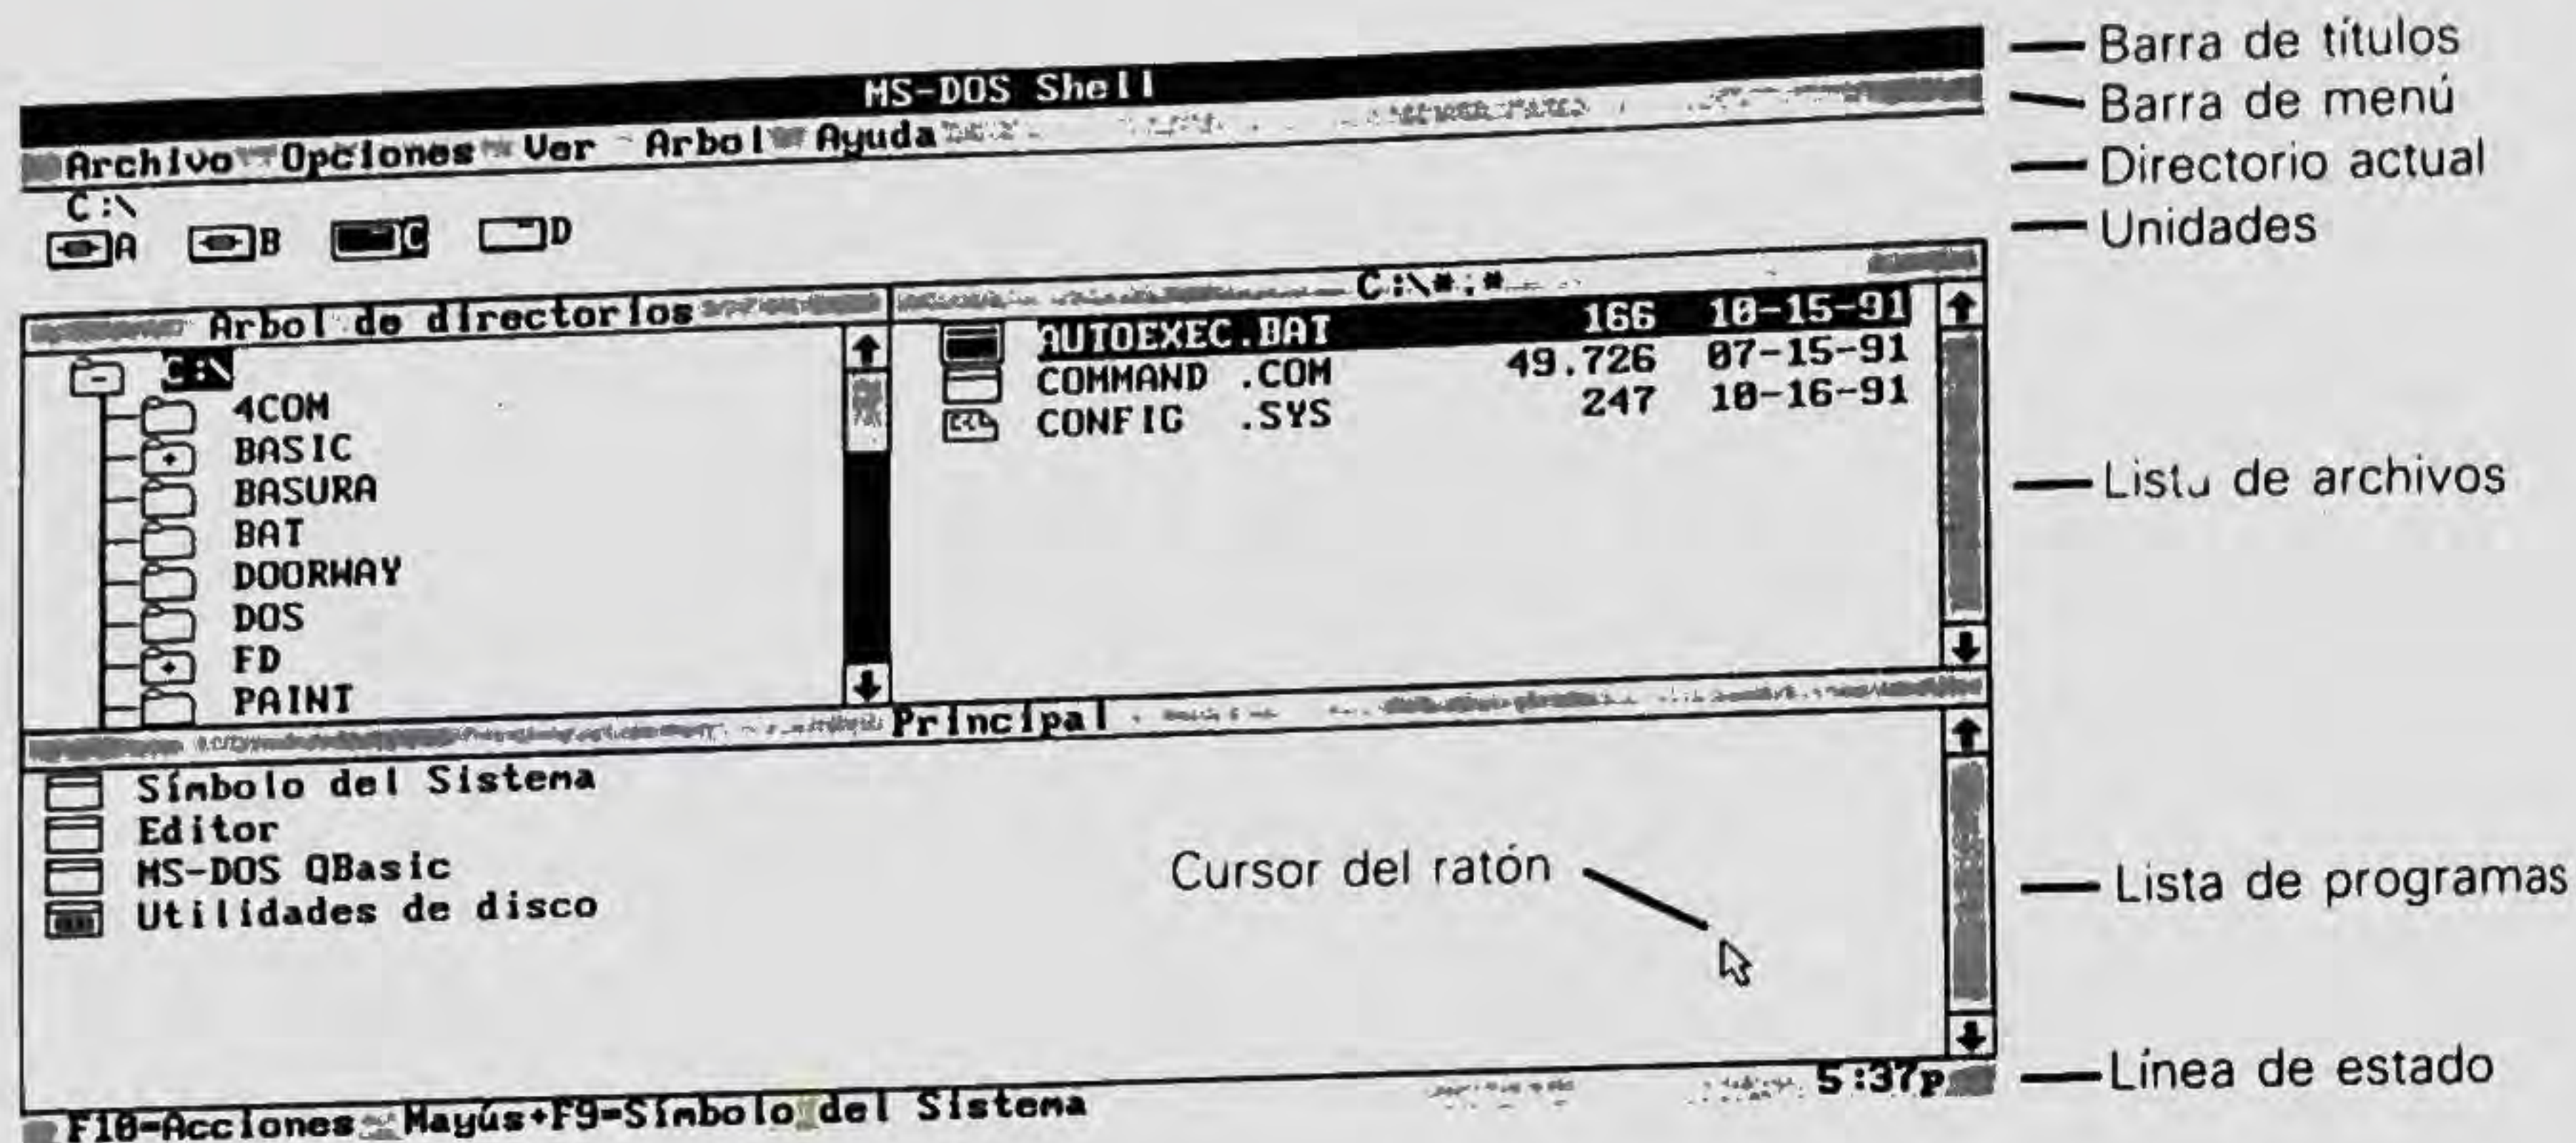 MS-DOS Shell
Archivo Opciones Ver Arbol Ayuda
C:\
A B C D
Arbol de directorios
C:\
4COM
BASIC
BASURA
BAT
DOORWAY
DOS
FD
PAINT
C:\*.*
AUTOEXEC.BAT 166 10-15-91
COMMAND .COM 49.726 07-15-91
CONFIG .SYS 247 10-16-91
Principal
Símbolo del Sistema
Editor
MS-DOS QBasic
Utilidades de disco
Cursor del ratón
F10=Acciones Mayús+F9=Símbolo del Sistema 5:37p
Barra de títulos
Barra de menú
Directorio actual
Unidades
Lista de archivos
Lista de programas
Línea de estado